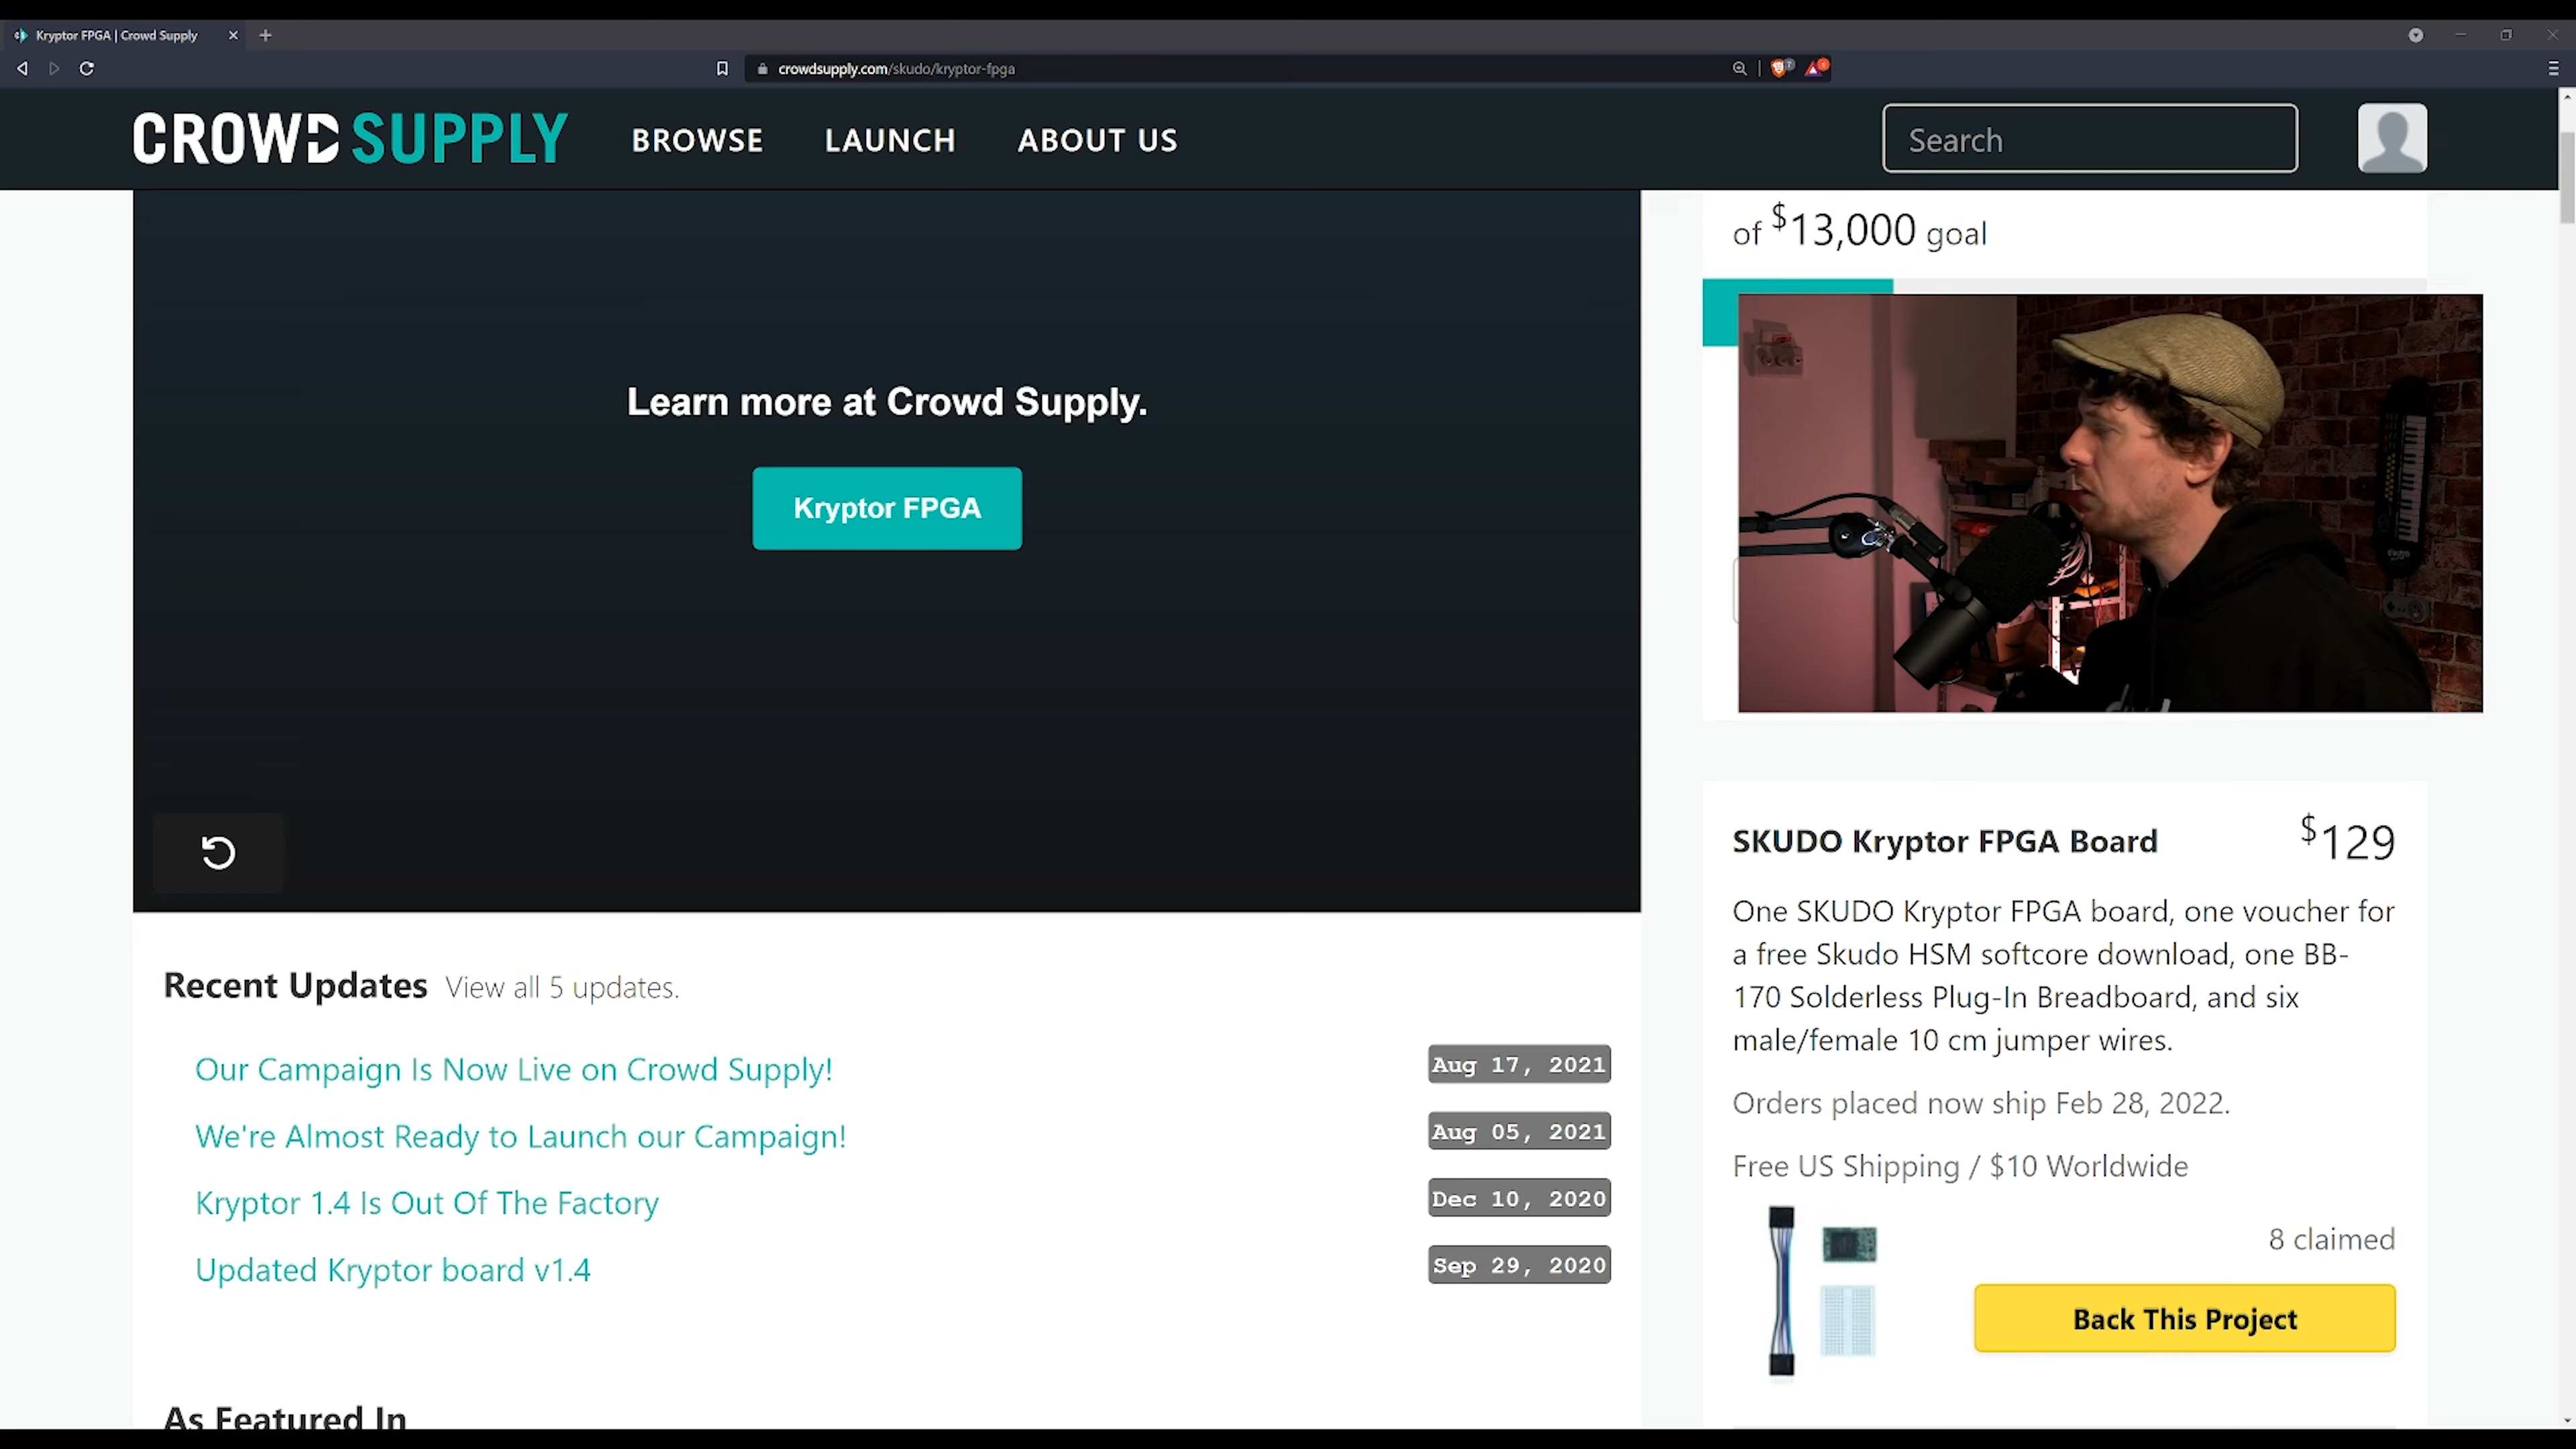 Kryptor FPGA | Crowd Supply
crowdsupply.com/skudo/kryptor-fpga
CROWD SUPPLY
BROWSE
LAUNCH
ABOUT US
Search
of $13,000 goal
Learn more at Crowd Supply.
Kryptor FPGA
SKUDO Kryptor FPGA Board
$129
One SKUDO Kryptor FPGA board, one voucher for
a free Skudo HSM softcore download, one BB-
170 Solderless Plug-In Breadboard, and six
male/female 10 cm jumper wires.
Orders placed now ship Feb 28, 2022.
Free US Shipping / $10 Worldwide
8 claimed
Back This Project
Recent Updates View all 5 updates.
Our Campaign Is Now Live on Crowd Supply!
Aug 17, 2021
We're Almost Ready to Launch our Campaign!
Aug 05, 2021
Kryptor 1.4 Is Out Of The Factory
Dec 10, 2020
Updated Kryptor board v1.4
Sep 29, 2020
As Featured In